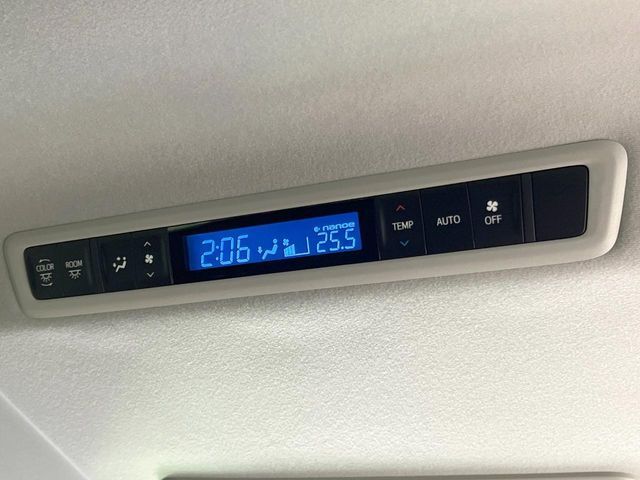 COLOR
ROOM
2:06
nanoe
25.5
TEMP
AUTO
OFF